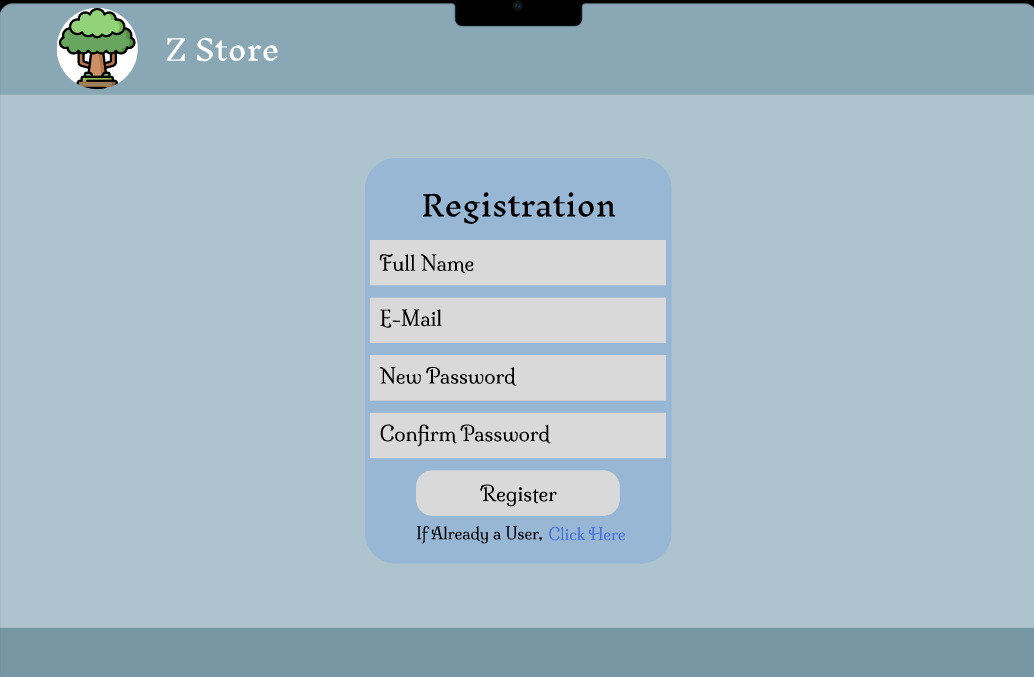 Z Store
Registration
Full Name
E-Mail
New Password
Confirm Password
Register
If Already a User, Click Here